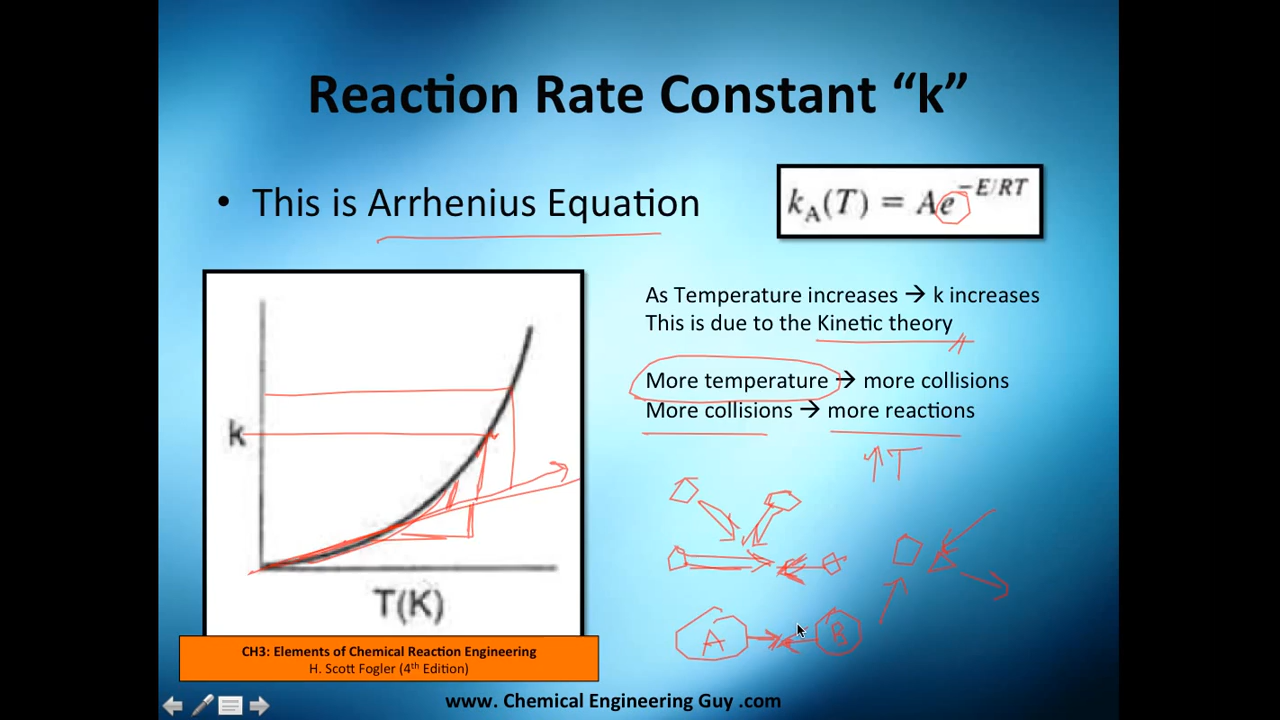 Reaction Rate Constant “k”
• This is Arrhenius Equation
k_A(T) = Ae^{-E/RT}
As Temperature increases → k increases
This is due to the Kinetic theory
More temperature → more collisions
More collisions → more reactions
↑T
k
T(K)
A
B
CH3: Elements of Chemical Reaction Engineering
H. Scott Fogler (4th Edition)
www. Chemical Engineering Guy .com